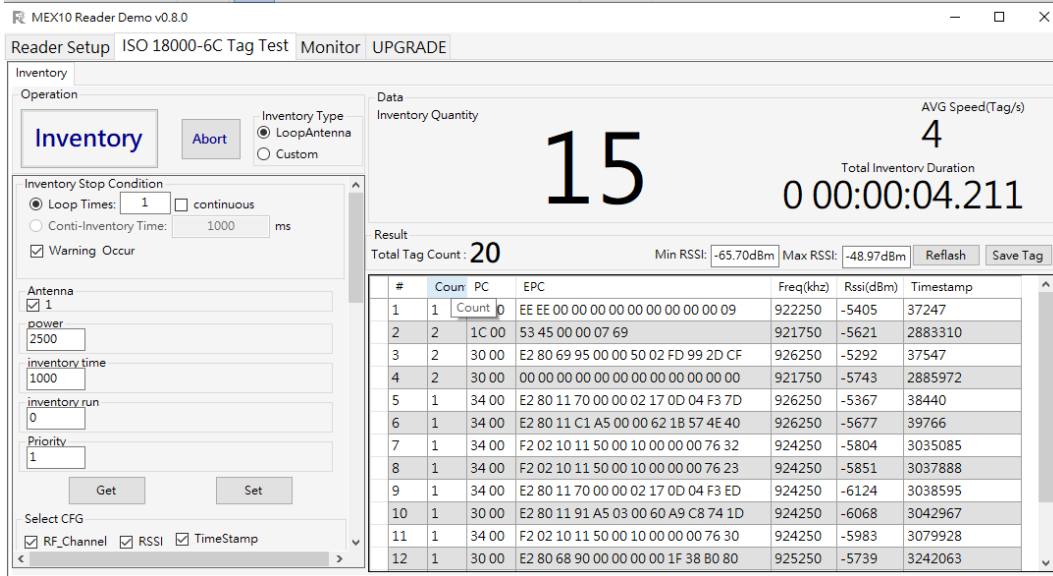 MEX10 Reader Demo v0.8.0
Reader Setup ISO 18000-6C Tag Test Monitor UPGRADE
Inventory
Operation
Inventory
Abort
Inventory Type
LoopAntenna
Custom
Inventory Stop Condition
Loop Times: 1 continuous
Conti-Inventory Time: 1000 ms
Warning Occur
Antenna
1
power
2500
inventory time
1000
inventory run
0
Priority
1
Get Set
Select CFG
RF_Channel RSSI TimeStamp
Data
Inventory Quantity
15
AVG Speed(Tag/s)
4
Total Inventory Duration
0 00:00:04.211
Result
Total Tag Count : 20 Min RSSI: -65.70dBm Max RSSI: -48.97dBm Reflash Save Tag
# Coun PC EPC Freq(khz) Rssi(dBm) Timestamp
Count
1 1 0 EE EE 00 00 00 00 00 00 00 00 00 09 922250 -5405 37247
2 2 1C 00 53 45 00 00 07 69 921750 -5621 2883310
3 2 30 00 E2 80 69 95 00 00 50 02 FD 99 2D CF 926250 -5292 37547
4 2 30 00 00 00 00 00 00 00 00 00 00 00 00 00 921750 -5743 2885972
5 1 34 00 E2 80 11 70 00 00 02 17 0D 04 F3 7D 926250 -5367 38440
6 1 34 00 E2 80 11 C1 A5 00 00 62 1B 57 4E 40 926250 -5677 39766
7 1 34 00 F2 02 10 11 50 00 10 00 00 00 76 32 924250 -5804 3035085
8 1 34 00 F2 02 10 11 50 00 10 00 00 00 76 23 924250 -5851 3037888
9 1 34 00 E2 80 11 70 00 00 02 17 0D 04 F3 ED 924250 -6124 3038595
10 1 30 00 E2 80 11 91 A5 03 00 60 A9 C8 74 1D 924250 -6068 3042967
11 1 34 00 F2 02 10 11 50 00 10 00 00 00 76 30 924250 -5983 3079928
12 1 30 00 E2 80 68 90 00 00 00 00 1F 38 B0 80 925250 -5739 3242063